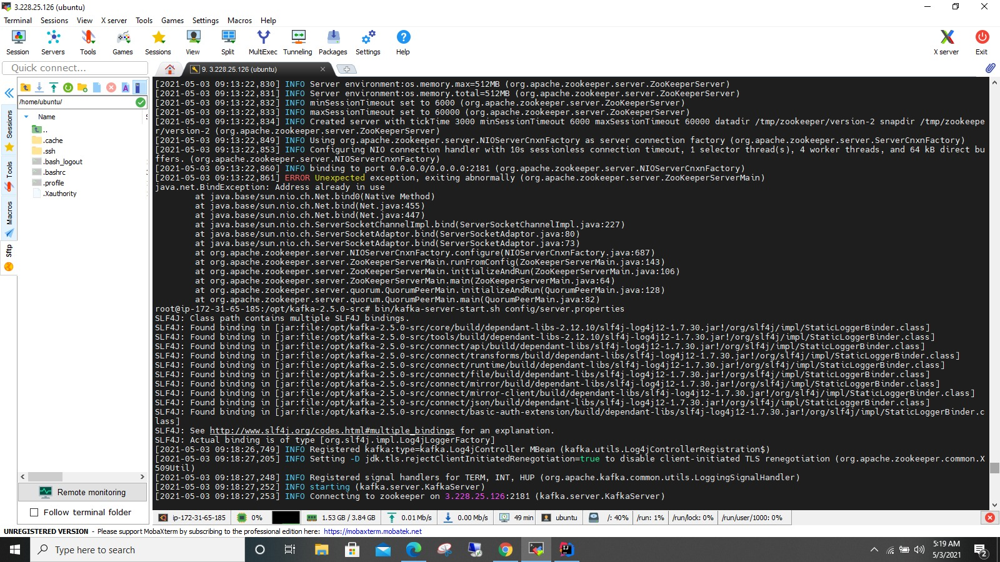 3.228.25.126 (ubuntu)
Terminal Sessions View X server Tools Games Settings Macros Help
Session Servers Tools Games Sessions View Split MultiExec Tunneling Packages Settings Help X server Exit
Quick connect...
9. 3.228.25.126 (ubuntu)
/home/ubuntu/
Name
..
.cache
.ssh
.bash_logout
.bashrc
.profile
.Xauthority
Sessions
Tools
Macros
Sftp
Remote monitoring
Follow terminal folder
[2021-05-03 09:13:22,830] INFO Server environment:os.memory.max=512MB (org.apache.zookeeper.server.ZooKeeperServer)
[2021-05-03 09:13:22,831] INFO Server environment:os.memory.total=512MB (org.apache.zookeeper.server.ZooKeeperServer)
[2021-05-03 09:13:22,832] INFO minSessionTimeout set to 6000 (org.apache.zookeeper.server.ZooKeeperServer)
[2021-05-03 09:13:22,833] INFO maxSessionTimeout set to 60000 (org.apache.zookeeper.server.ZooKeeperServer)
[2021-05-03 09:13:22,834] INFO Created server with tickTime 3000 minSessionTimeout 6000 maxSessionTimeout 60000 datadir /tmp/zookeeper/version-2 snapdir /tmp/zookeepe
r/version-2 (org.apache.zookeeper.server.ZooKeeperServer)
[2021-05-03 09:13:22,849] INFO Using org.apache.zookeeper.server.NIOServerCnxnFactory as server connection factory (org.apache.zookeeper.server.ServerCnxnFactory)
[2021-05-03 09:13:22,853] INFO Configuring NIO connection handler with 10s sessionless connection timeout, 1 selector thread(s), 4 worker threads, and 64 kB direct bu
ffers. (org.apache.zookeeper.server.NIOServerCnxnFactory)
[2021-05-03 09:13:22,860] INFO binding to port 0.0.0.0/0.0.0.0:2181 (org.apache.zookeeper.server.NIOServerCnxnFactory)
[2021-05-03 09:13:22,861] ERROR Unexpected exception, exiting abnormally (org.apache.zookeeper.server.ZooKeeperServerMain)
java.net.BindException: Address already in use
at java.base/sun.nio.ch.Net.bind0(Native Method)
at java.base/sun.nio.ch.Net.bind(Net.java:455)
at java.base/sun.nio.ch.Net.bind(Net.java:447)
at java.base/sun.nio.ch.ServerSocketChannelImpl.bind(ServerSocketChannelImpl.java:227)
at java.base/sun.nio.ch.ServerSocketAdaptor.bind(ServerSocketAdaptor.java:80)
at java.base/sun.nio.ch.ServerSocketAdaptor.bind(ServerSocketAdaptor.java:73)
at org.apache.zookeeper.server.NIOServerCnxnFactory.configure(NIOServerCnxnFactory.java:687)
at org.apache.zookeeper.server.ZooKeeperServerMain.runFromConfig(ZooKeeperServerMain.java:143)
at org.apache.zookeeper.server.ZooKeeperServerMain.initializeAndRun(ZooKeeperServerMain.java:106)
at org.apache.zookeeper.server.ZooKeeperServerMain.main(ZooKeeperServerMain.java:64)
at org.apache.zookeeper.server.quorum.QuorumPeerMain.initializeAndRun(QuorumPeerMain.java:128)
at org.apache.zookeeper.server.quorum.QuorumPeerMain.main(QuorumPeerMain.java:82)
root@ip-172-31-65-185:/opt/kafka-2.5.0-src# bin/kafka-server-start.sh config/server.properties
SLF4J: Class path contains multiple SLF4J bindings.
SLF4J: Found binding in [jar:file:/opt/kafka-2.5.0-src/core/build/dependant-libs-2.12.10/slf4j-log4j12-1.7.30.jar!/org/slf4j/impl/StaticLoggerBinder.class]
SLF4J: Found binding in [jar:file:/opt/kafka-2.5.0-src/tools/build/dependant-libs-2.12.10/slf4j-log4j12-1.7.30.jar!/org/slf4j/impl/StaticLoggerBinder.class]
SLF4J: Found binding in [jar:file:/opt/kafka-2.5.0-src/connect/api/build/dependant-libs/slf4j-log4j12-1.7.30.jar!/org/slf4j/impl/StaticLoggerBinder.class]
SLF4J: Found binding in [jar:file:/opt/kafka-2.5.0-src/connect/transforms/build/dependant-libs/slf4j-log4j12-1.7.30.jar!/org/slf4j/impl/StaticLoggerBinder.class]
SLF4J: Found binding in [jar:file:/opt/kafka-2.5.0-src/connect/runtime/build/dependant-libs/slf4j-log4j12-1.7.30.jar!/org/slf4j/impl/StaticLoggerBinder.class]
SLF4J: Found binding in [jar:file:/opt/kafka-2.5.0-src/connect/file/build/dependant-libs/slf4j-log4j12-1.7.30.jar!/org/slf4j/impl/StaticLoggerBinder.class]
SLF4J: Found binding in [jar:file:/opt/kafka-2.5.0-src/connect/mirror/build/dependant-libs/slf4j-log4j12-1.7.30.jar!/org/slf4j/impl/StaticLoggerBinder.class]
SLF4J: Found binding in [jar:file:/opt/kafka-2.5.0-src/connect/mirror-client/build/dependant-libs/slf4j-log4j12-1.7.30.jar!/org/slf4j/impl/StaticLoggerBinder.class]
SLF4J: Found binding in [jar:file:/opt/kafka-2.5.0-src/connect/json/build/dependant-libs/slf4j-log4j12-1.7.30.jar!/org/slf4j/impl/StaticLoggerBinder.class]
SLF4J: Found binding in [jar:file:/opt/kafka-2.5.0-src/connect/basic-auth-extension/build/dependant-libs/slf4j-log4j12-1.7.30.jar!/org/slf4j/impl/StaticLoggerBinder.c
lass]
SLF4J: See http://www.slf4j.org/codes.html#multiple_bindings for an explanation.
SLF4J: Actual binding is of type [org.slf4j.impl.Log4jLoggerFactory]
[2021-05-03 09:18:26,749] INFO Registered kafka:type=kafka.Log4jController MBean (kafka.utils.Log4jControllerRegistration$)
[2021-05-03 09:18:27,205] INFO Setting -D jdk.tls.rejectClientInitiatedRenegotiation=true to disable client-initiated TLS renegotiation (org.apache.zookeeper.common.X
509Util)
[2021-05-03 09:18:27,248] INFO Registered signal handlers for TERM, INT, HUP (org.apache.kafka.common.utils.LoggingSignalHandler)
[2021-05-03 09:18:27,252] INFO starting (kafka.server.KafkaServer)
[2021-05-03 09:18:27,253] INFO Connecting to zookeeper on 3.228.25.126:2181 (kafka.server.KafkaServer)
ip-172-31-65-185 0% 1.53 GB / 3.84 GB 0.01 Mb/s 0.00 Mb/s 49 min ubuntu /: 40% /run: 1% /run/lock: 0% /run/user/1000: 0%
UNREGISTERED VERSION - Please support MobaXterm by subscribing to the professional edition here: https://mobaxterm.mobatek.net
Type here to search
5:19 AM
5/3/2021
2